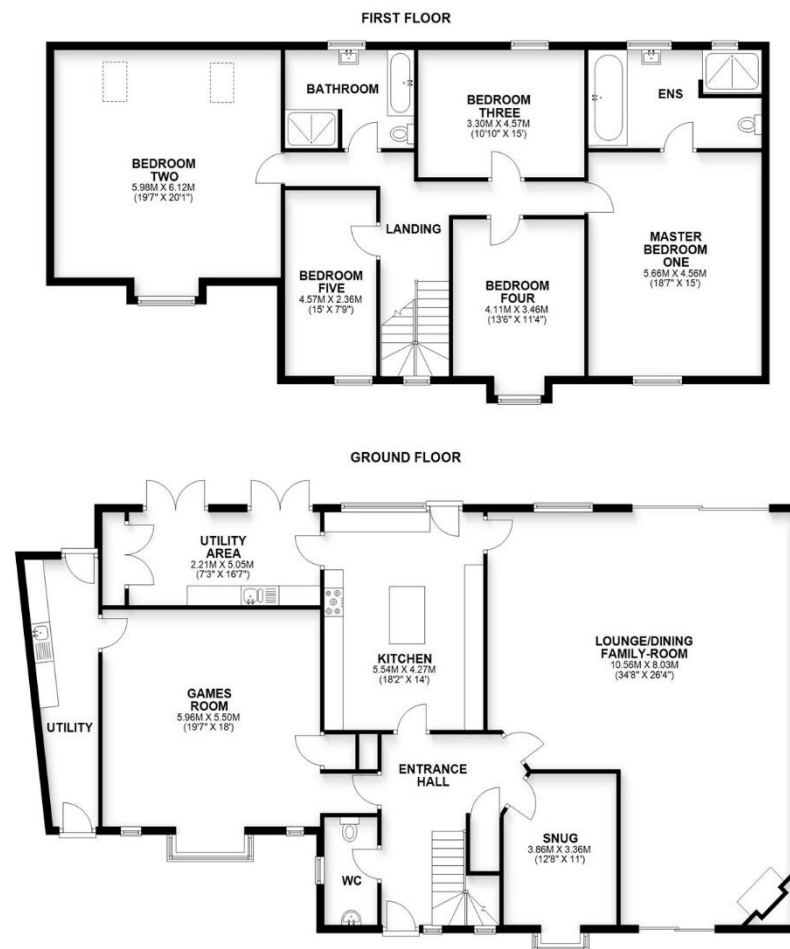 FIRST FLOOR
BATHROOM
BEDROOM
THREE
3.30M X 4.57M
(10'10" X 15')
ENS
BEDROOM
TWO
5.98M X 6.12M
(19'7" X 20'1")
LANDING
BEDROOM
FIVE
4.57M X 2.36M
(15' X 7'9")
BEDROOM
FOUR
4.11M X 3.46M
(13'6" X 11'4")
MASTER
BEDROOM
ONE
5.66M X 4.56M
(18'7" X 15')
GROUND FLOOR
UTILITY
AREA
2.21M X 5.05M
(7'3" X 16'7")
KITCHEN
5.54M X 4.27M
(18'2" X 14')
LOUNGE/DINING
FAMILY-ROOM
10.56M X 8.03M
(34'8" X 26'4")
GAMES
ROOM
5.96M X 5.50M
(19'7" X 18')
UTILITY
ENTRANCE
HALL
SNUG
3.86M X 3.36M
(12'8" X 11')
WC